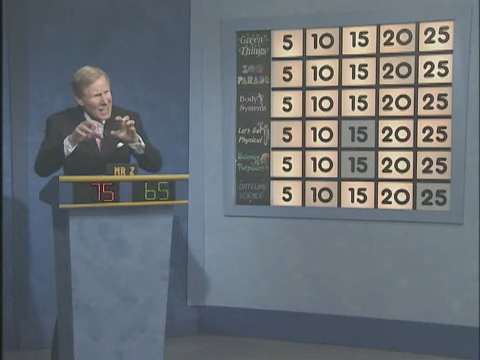 Green Things 5 10 15 20 25
ZOO PARADE 5 10 15 20 25
Body Systems 5 10 15 20 25
Let's Get Physical 5 10 15 20 25
Science 5 10 15 20 25
DATELINE SCIENCE 5 10 15 20 25
MR Z
75 65